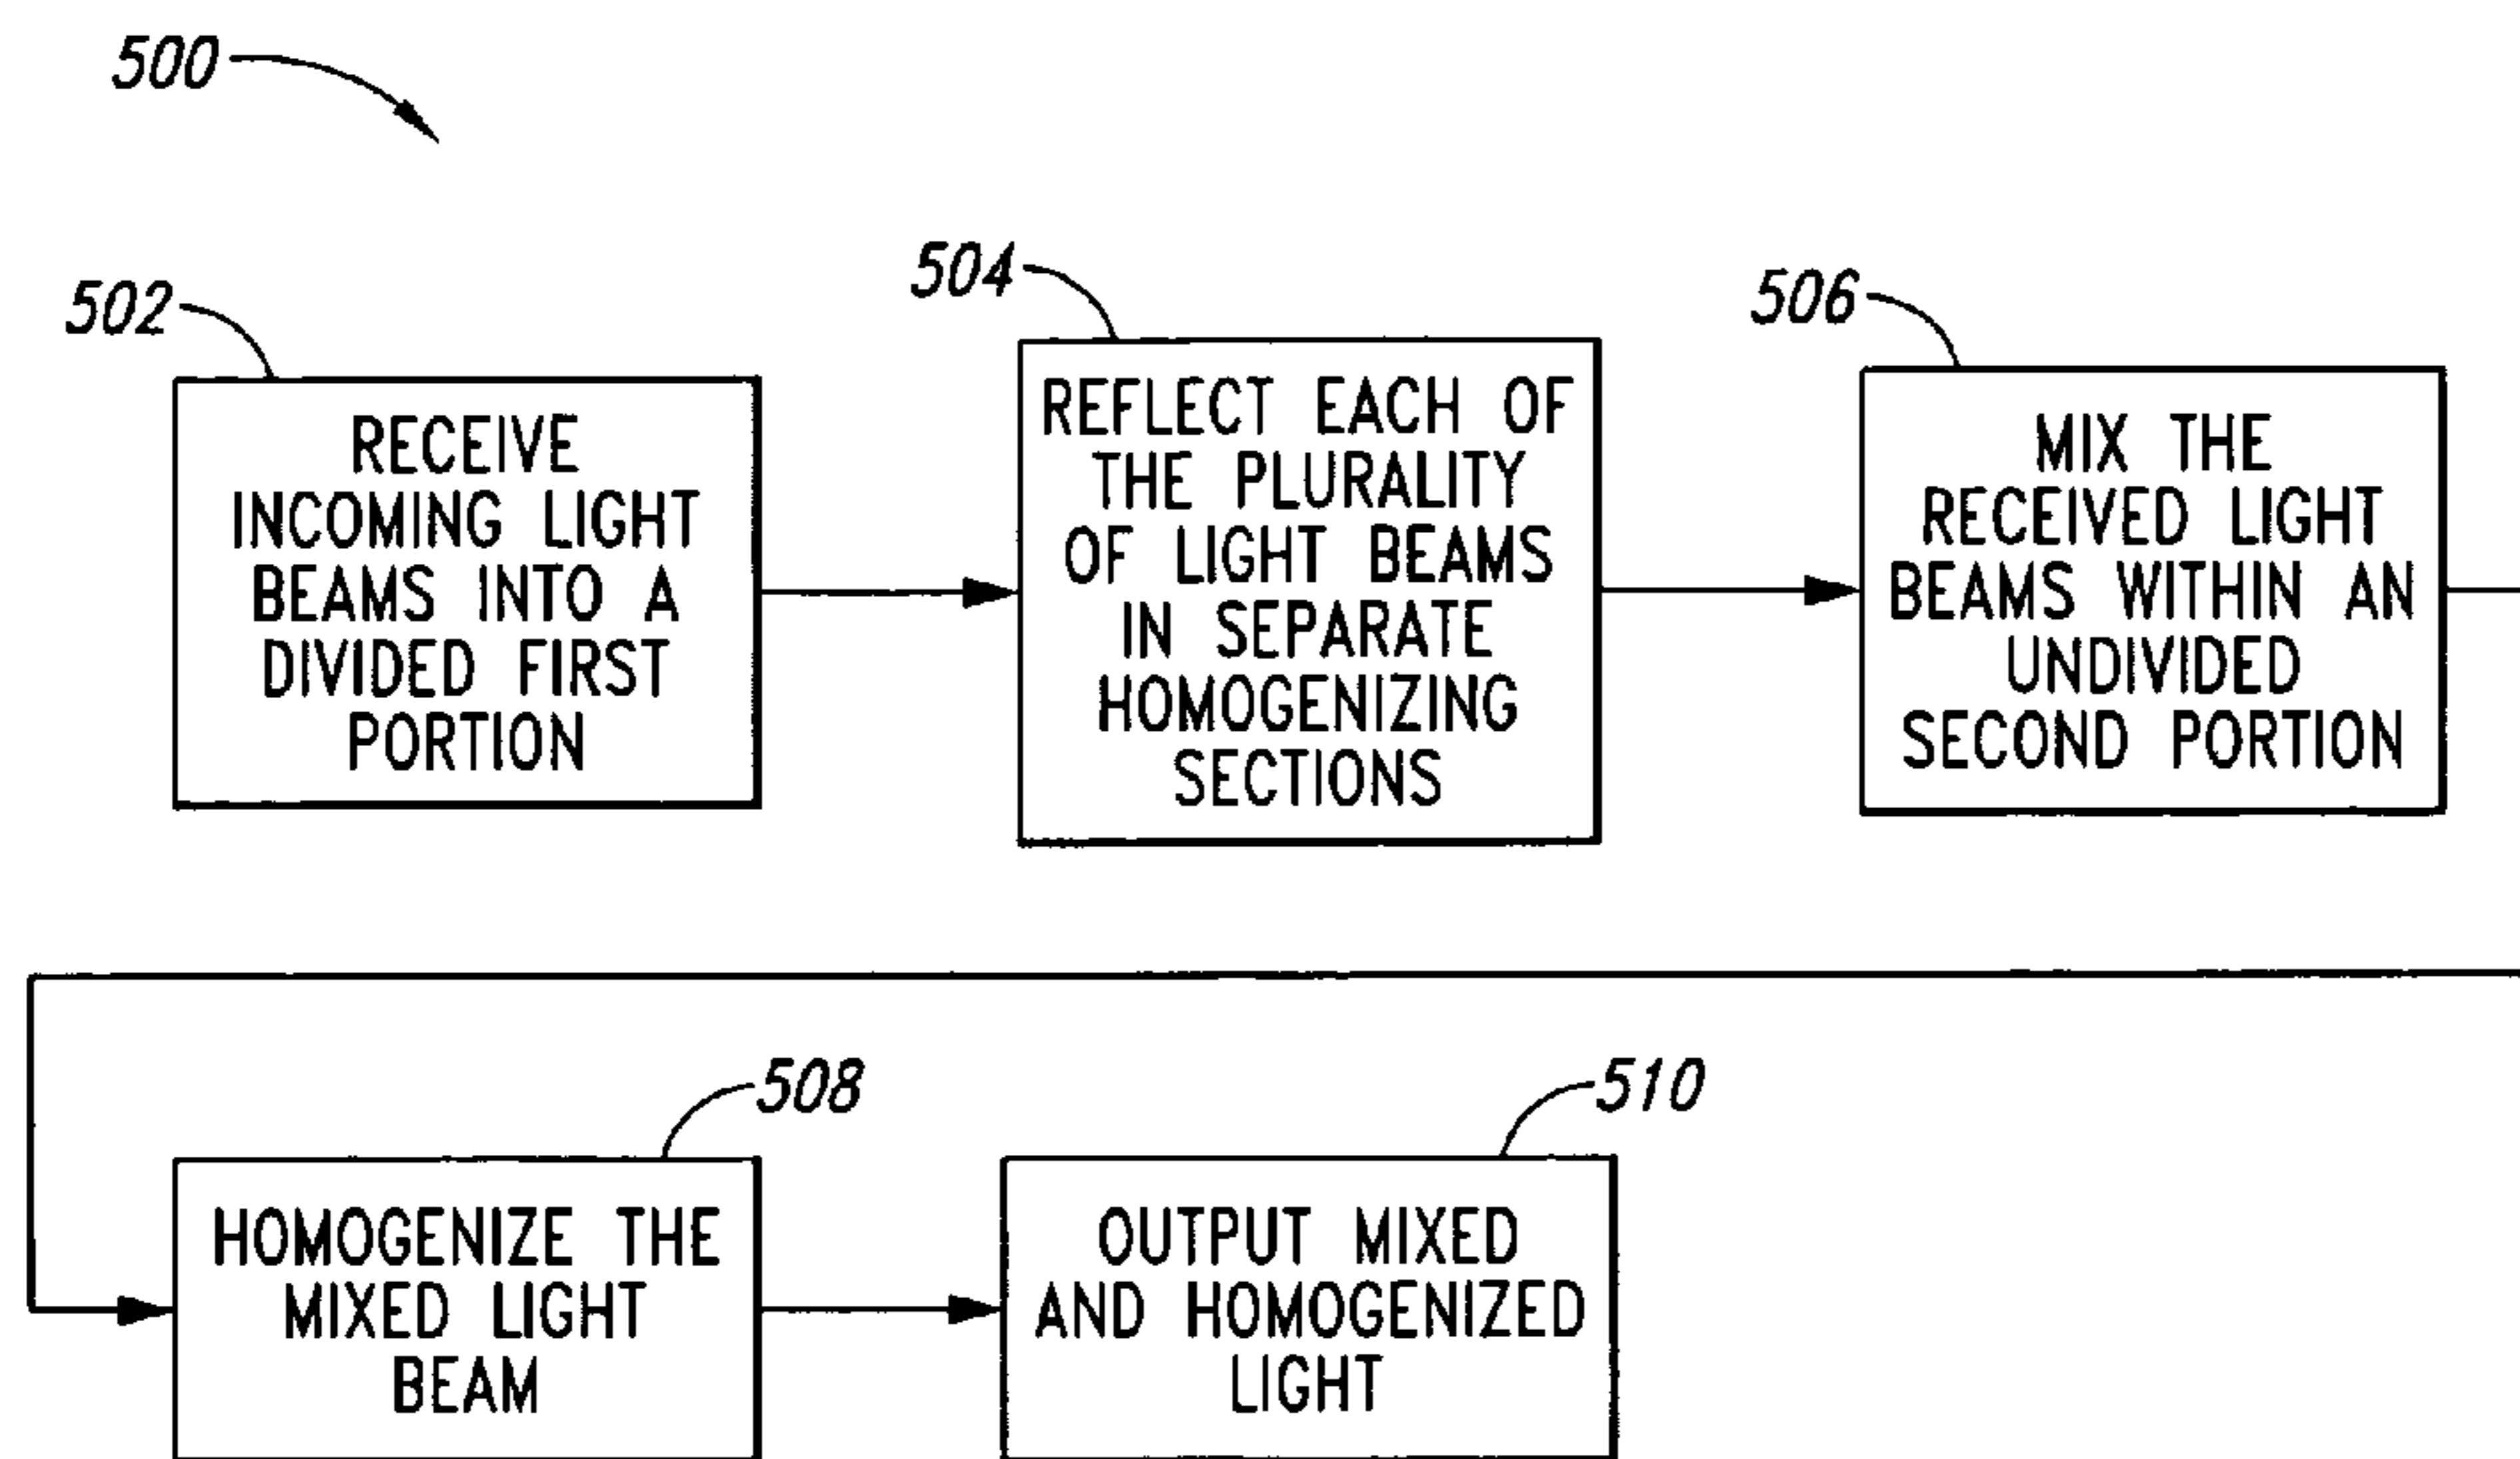 500
502
RECEIVE
INCOMING LIGHT
BEAMS INTO A
DIVIDED FIRST
PORTION
504
REFLECT EACH OF
THE PLURALITY
OF LIGHT BEAMS
IN SEPARATE
HOMOGENIZING
SECTIONS
506
MIX THE
RECEIVED LIGHT
BEAMS WITHIN AN
UNDIVIDED
SECOND PORTION
508
HOMOGENIZE THE
MIXED LIGHT
BEAM
510
OUTPUT MIXED
AND HOMOGENIZED
LIGHT